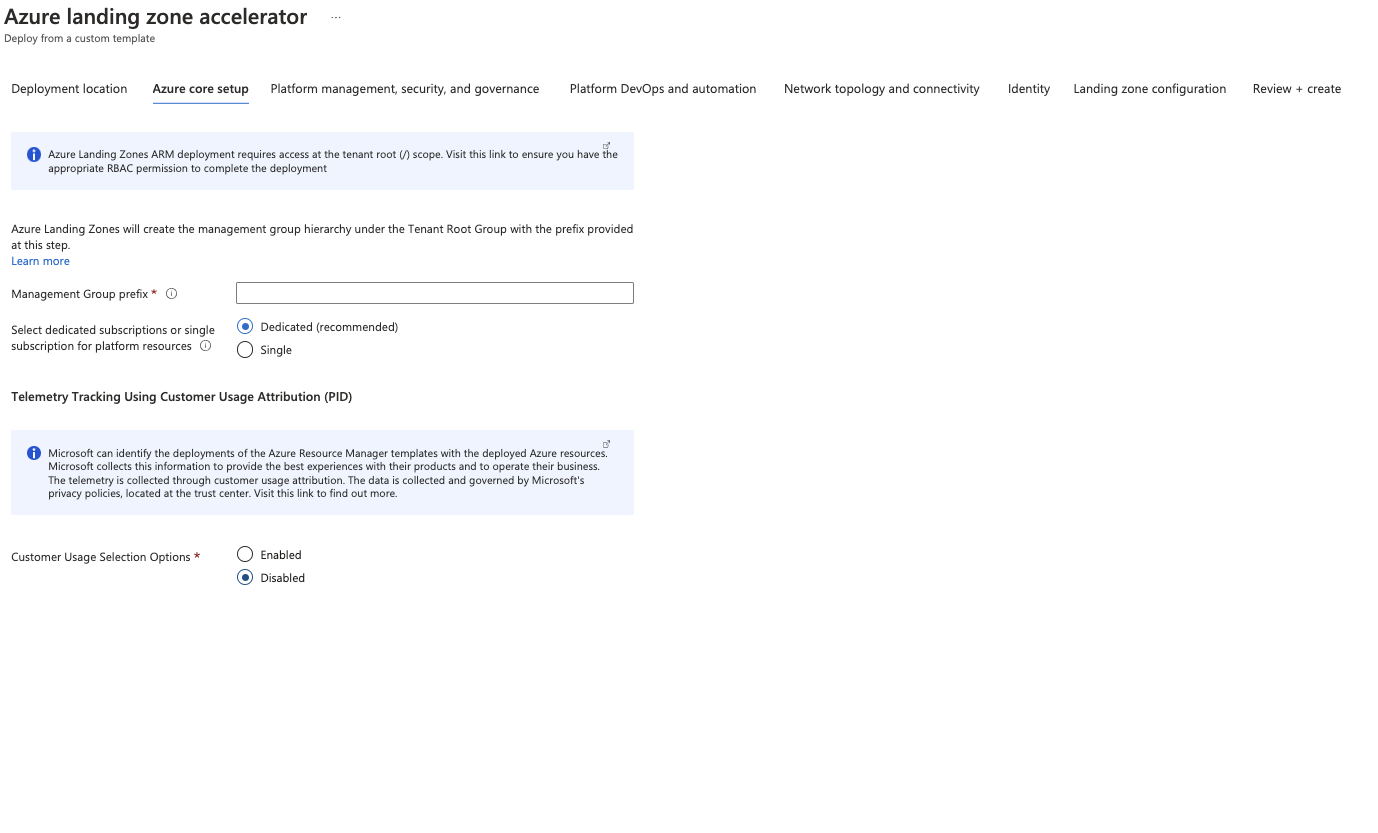 Azure landing zone accelerator ...
Deploy from a custom template
Deployment location Azure core setup Platform management, security, and governance Platform DevOps and automation Network topology and connectivity Identity Landing zone configuration Review + create
Azure Landing Zones ARM deployment requires access at the tenant root (/) scope. Visit this link to ensure you have the
appropriate RBAC permission to complete the deployment
Azure Landing Zones will create the management group hierarchy under the Tenant Root Group with the prefix provided
at this step.
Learn more
Management Group prefix *
Select dedicated subscriptions or single
subscription for platform resources
Dedicated (recommended)
Single
Telemetry Tracking Using Customer Usage Attribution (PID)
Microsoft can identify the deployments of the Azure Resource Manager templates with the deployed Azure resources.
Microsoft collects this information to provide the best experiences with their products and to operate their business.
The telemetry is collected through customer usage attribution. The data is collected and governed by Microsoft's
privacy policies, located at the trust center. Visit this link to find out more.
Customer Usage Selection Options *
Enabled
Disabled